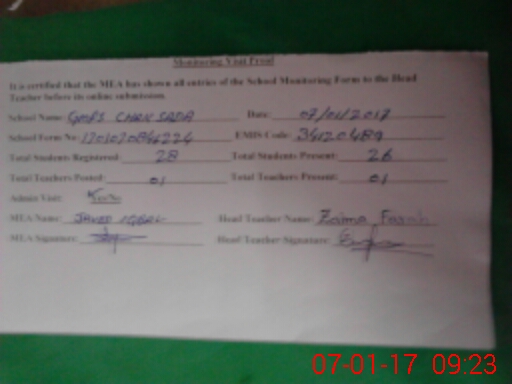 Monitoring Visit Proof
It is certified that the MEA has shown all entries of the School Monitoring Form to the Head
Teacher before its online submission.
School Name: GGPS CHAN SADA Date: 07/01/2017
School Form No: EMIS Code: 34120489
Total Students Registered: 28 Total Students Present: 26
Total Teachers Posted: 01 Total Teachers Present: 01
Admin Visit: Yes/No
MEA Name: JAVED IQBAL Head Teacher Name: Zaima Farah
MEA Signature: Head Teacher Signature:
07-01-17 09:23